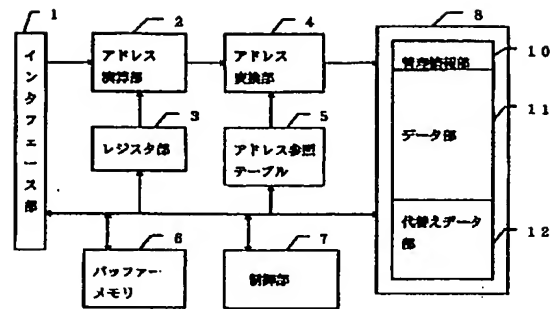 1
インタフェース部
2
アドレス
演算部
4
アドレス
変換部
8
管理情報部
10
11
データ部
3
レジスタ部
5
アドレス参照
テーブル
代替えデータ
部
12
6
バッファー・
メモリ
7
制御部